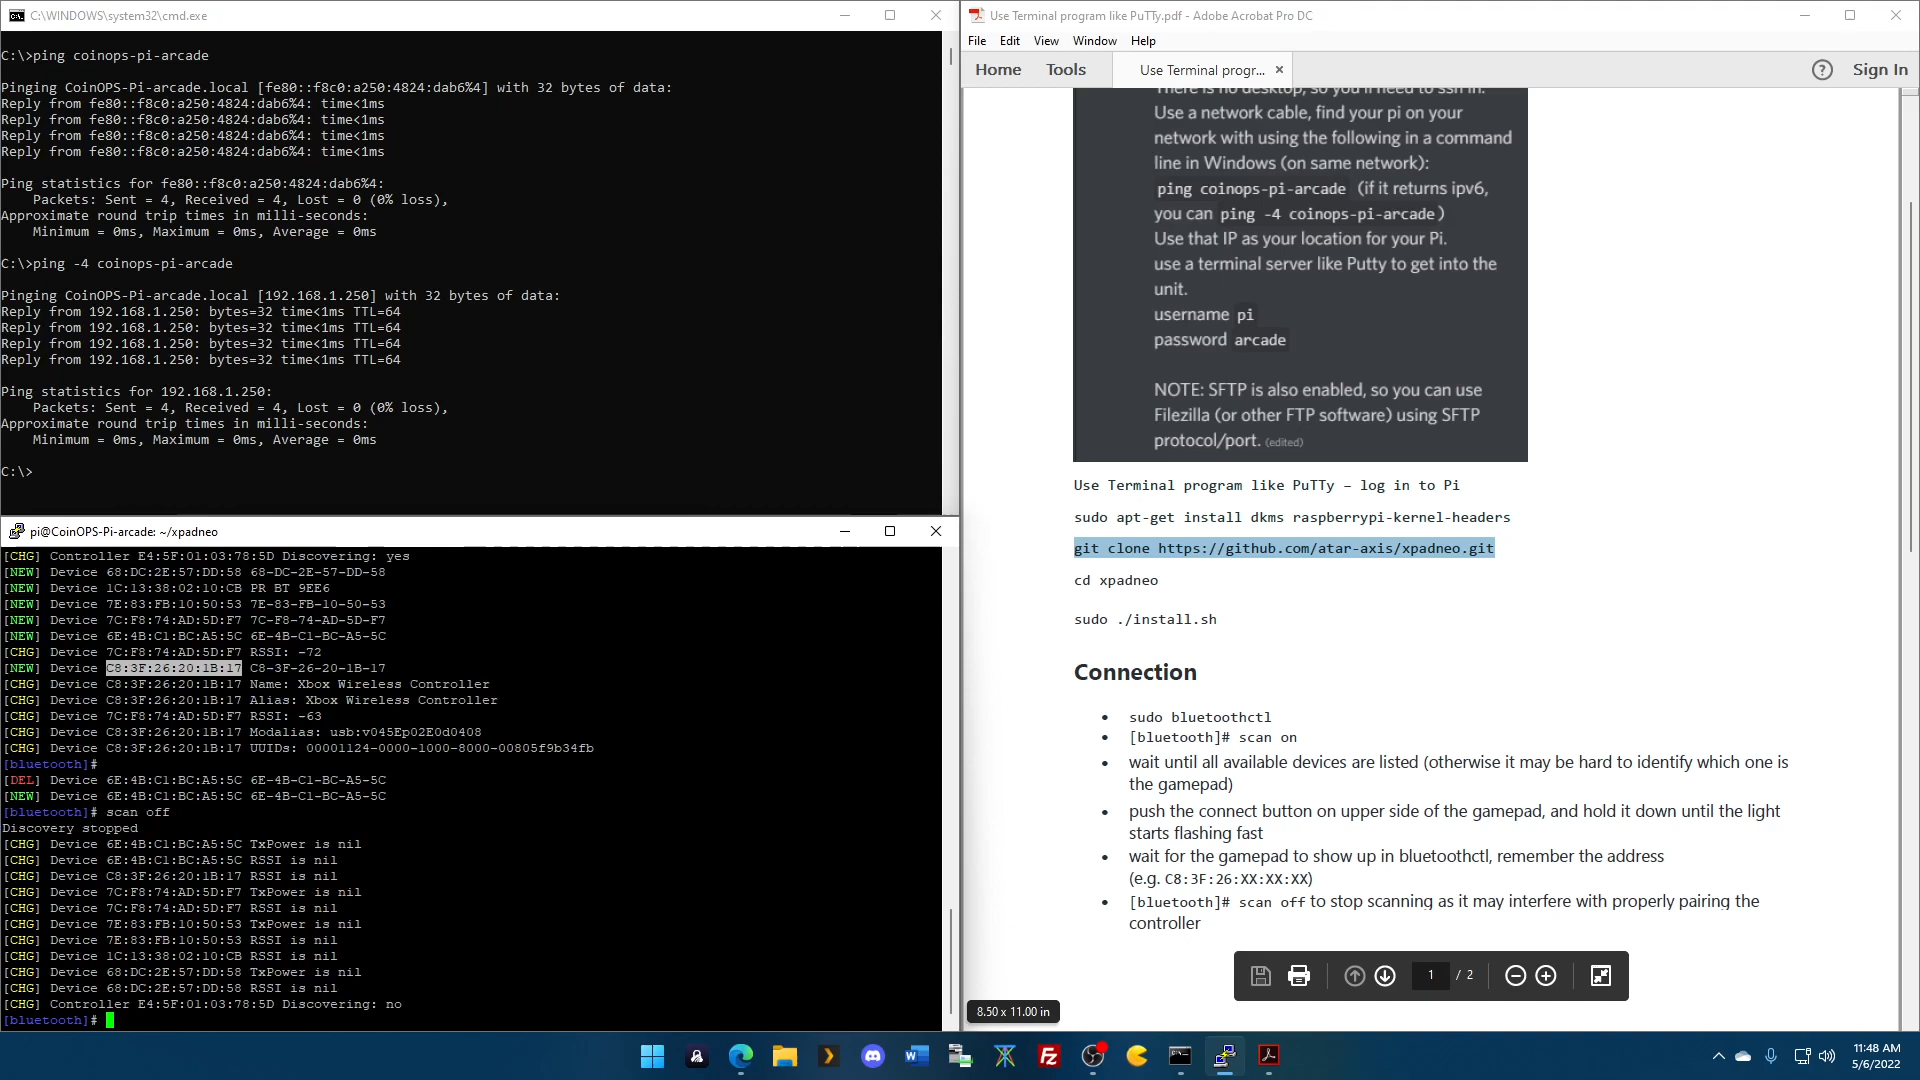 C:\WINDOWS\system32\cmd.exe
C:\>ping coinops-pi-arcade
Pinging CoinOPS-Pi-arcade.local [fe80::f8c0:a250:4824:dab6%4] with 32 bytes of data:
Reply from fe80::f8c0:a250:4824:dab6%4: time<1ms
Reply from fe80::f8c0:a250:4824:dab6%4: time<1ms
Reply from fe80::f8c0:a250:4824:dab6%4: time<1ms
Reply from fe80::f8c0:a250:4824:dab6%4: time<1ms
Ping statistics for fe80::f8c0:a250:4824:dab6%4:
Packets: Sent = 4, Received = 4, Lost = 0 (0% loss),
Approximate round trip times in milli-seconds:
Minimum = 0ms, Maximum = 0ms, Average = 0ms
C:\>ping -4 coinops-pi-arcade
Pinging CoinOPS-Pi-arcade.local [192.168.1.250] with 32 bytes of data:
Reply from 192.168.1.250: bytes=32 time<1ms TTL=64
Reply from 192.168.1.250: bytes=32 time<1ms TTL=64
Reply from 192.168.1.250: bytes=32 time<1ms TTL=64
Reply from 192.168.1.250: bytes=32 time<1ms TTL=64
Ping statistics for 192.168.1.250:
Packets: Sent = 4, Received = 4, Lost = 0 (0% loss),
Approximate round trip times in milli-seconds:
Minimum = 0ms, Maximum = 0ms, Average = 0ms
C:\>
pi@CoinOPS-Pi-arcade: ~/xpadneo
[CHG] Controller E4:5F:01:03:78:5D Discovering: yes
[NEW] Device 68:DC:2E:57:DD:58 68-DC-2E-57-DD-58
[NEW] Device 1C:13:38:02:10:CB PR BT 9EE6
[NEW] Device 7E:83:FB:10:50:53 7E-83-FB-10-50-53
[NEW] Device 7C:F8:74:AD:5D:F7 7C-F8-74-AD-5D-F7
[NEW] Device 6E:4B:C1:BC:A5:5C 6E-4B-C1-BC-A5-5C
[CHG] Device 7C:F8:74:AD:5D:F7 RSSI: -72
[NEW] Device C8:3F:26:20:1B:17 C8-3F-26-20-1B-17
[CHG] Device C8:3F:26:20:1B:17 Name: Xbox Wireless Controller
[CHG] Device C8:3F:26:20:1B:17 Alias: Xbox Wireless Controller
[CHG] Device 7C:F8:74:AD:5D:F7 RSSI: -63
[CHG] Device C8:3F:26:20:1B:17 Modalias: usb:v045Ep02E0d0408
[CHG] Device C8:3F:26:20:1B:17 UUIDs: 00001124-0000-1000-8000-00805f9b34fb
[bluetooth]#
[DEL] Device 6E:4B:C1:BC:A5:5C 6E-4B-C1-BC-A5-5C
[NEW] Device 6E:4B:C1:BC:A5:5C 6E-4B-C1-BC-A5-5C
[bluetooth]# scan off
Discovery stopped
[CHG] Device 6E:4B:C1:BC:A5:5C TxPower is nil
[CHG] Device 6E:4B:C1:BC:A5:5C RSSI is nil
[CHG] Device C8:3F:26:20:1B:17 RSSI is nil
[CHG] Device 7C:F8:74:AD:5D:F7 TxPower is nil
[CHG] Device 7C:F8:74:AD:5D:F7 RSSI is nil
[CHG] Device 7E:83:FB:10:50:53 TxPower is nil
[CHG] Device 7E:83:FB:10:50:53 RSSI is nil
[CHG] Device 1C:13:38:02:10:CB RSSI is nil
[CHG] Device 68:DC:2E:57:DD:58 TxPower is nil
[CHG] Device 68:DC:2E:57:DD:58 RSSI is nil
[CHG] Controller E4:5F:01:03:78:5D Discovering: no
[bluetooth]#
Use Terminal program like PuTTy.pdf - Adobe Acrobat Pro DC
File Edit View Window Help
Home Tools Use Terminal progr... × ? Sign In
There is no desktop, so you'll need to ssh in.
Use a network cable, find your pi on your
network with using the following in a command
line in Windows (on same network):
ping coinops-pi-arcade (if it returns ipv6,
you can ping -4 coinops-pi-arcade)
Use that IP as your location for your Pi.
use a terminal server like Putty to get into the
unit.
username pi
password arcade
NOTE: SFTP is also enabled, so you can use
Filezilla (or other FTP software) using SFTP
protocol/port. (edited)
Use Terminal program like PuTTy – log in to Pi
sudo apt-get install dkms raspberrypi-kernel-headers
git clone https://github.com/atar-axis/xpadneo.git
cd xpadneo
sudo ./install.sh
Connection
• sudo bluetoothctl
• [bluetooth]# scan on
• wait until all available devices are listed (otherwise it may be hard to identify which one is
the gamepad)
• push the connect button on upper side of the gamepad, and hold it down until the light
starts flashing fast
• wait for the gamepad to show up in bluetoothctl, remember the address
(e.g. C8:3F:26:XX:XX:XX)
• [bluetooth]# scan off to stop scanning as it may interfere with properly pairing the
controller
1 / 2
8.50 x 11.00 in
11:48 AM
5/6/2022